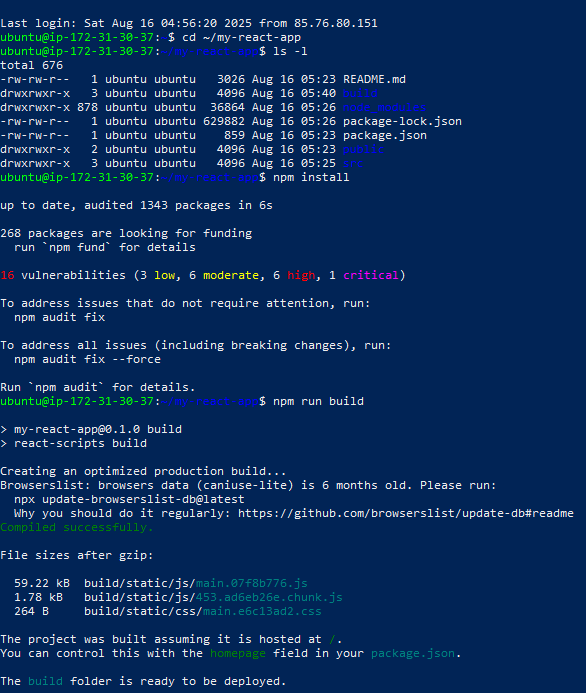 Last login: Sat Aug 16 04:56:20 2025 from 85.76.80.151
ubuntu@ip-172-31-30-37:~$ cd ~/my-react-app
ubuntu@ip-172-31-30-37:~/my-react-app$ ls -l
total 676
-rw-rw-r--   1 ubuntu ubuntu   3026 Aug 16 05:23 README.md
drwxrwxr-x   3 ubuntu ubuntu   4096 Aug 16 05:40 build
drwxrwxr-x 878 ubuntu ubuntu  36864 Aug 16 05:26 node_modules
-rw-rw-r--   1 ubuntu ubuntu 629882 Aug 16 05:26 package-lock.json
-rw-rw-r--   1 ubuntu ubuntu    859 Aug 16 05:23 package.json
drwxrwxr-x   2 ubuntu ubuntu   4096 Aug 16 05:23 public
drwxrwxr-x   3 ubuntu ubuntu   4096 Aug 16 05:25 src
ubuntu@ip-172-31-30-37:~/my-react-app$ npm install
up to date, audited 1343 packages in 6s
268 packages are looking for funding
  run `npm fund` for details
16 vulnerabilities (3 low, 6 moderate, 6 high, 1 critical)
To address issues that do not require attention, run:
  npm audit fix
To address all issues (including breaking changes), run:
  npm audit fix --force
Run `npm audit` for details.
ubuntu@ip-172-31-30-37:~/my-react-app$ npm run build
> my-react-app@0.1.0 build
> react-scripts build
Creating an optimized production build...
Browserslist: browsers data (caniuse-lite) is 6 months old. Please run:
  npx update-browserslist-db@latest
  Why you should do it regularly: https://github.com/browserslist/update-db#readme
Compiled successfully.
File sizes after gzip:
  59.22 kB  build/static/js/main.07f8b776.js
  1.78 kB   build/static/js/453.ad6eb26e.chunk.js
  264 B     build/static/css/main.e6c13ad2.css
The project was built assuming it is hosted at /.
You can control this with the homepage field in your package.json.
The build folder is ready to be deployed.